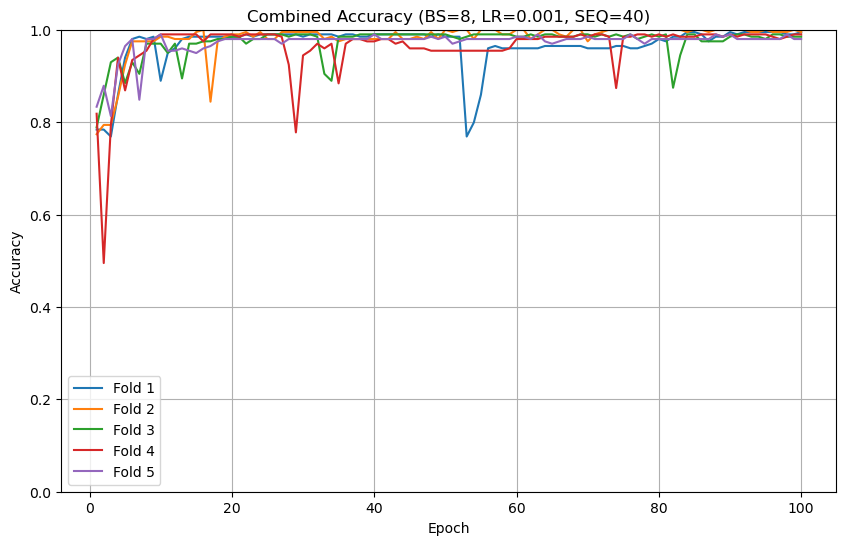 Combined Accuracy (BS=8, LR=0.001, SEQ=40)
1.0
0.8
0.6
0.4
0.2
0.0
Accuracy
Fold 1
Fold 2
Fold 3
Fold 4
Fold 5
0 20 40 60 80 100
Epoch